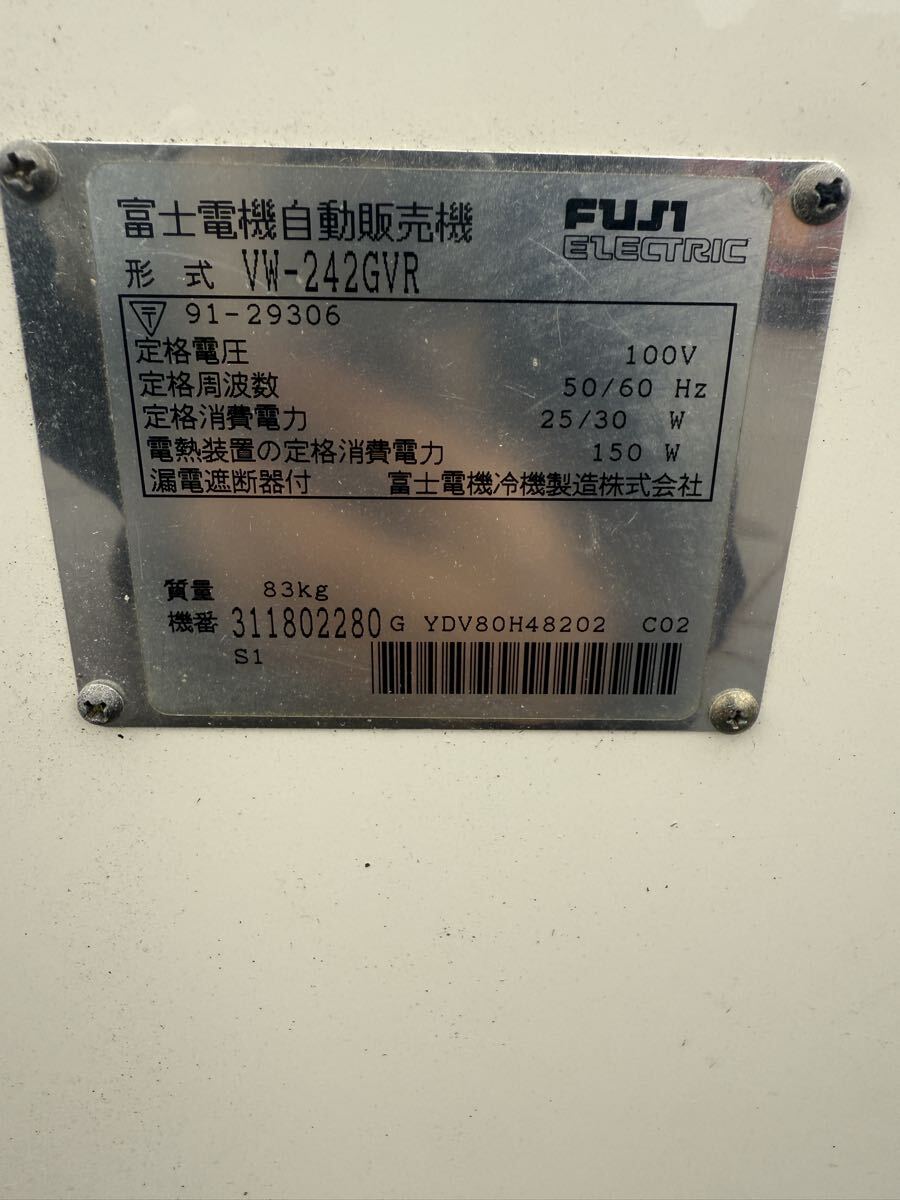 富士電機自動販売機 FUJI ELECTRIC
形 式 VW-242GVR
〒 91-29306
定格電圧 100V
定格周波数 50/60 Hz
定格消費電力 25/30 W
電熱装置の定格消費電力 150 W
漏電遮断器付 富士電機冷機製造株式会社
質量 83kg
機番 311802280 G YDV80H48202 C02
S1